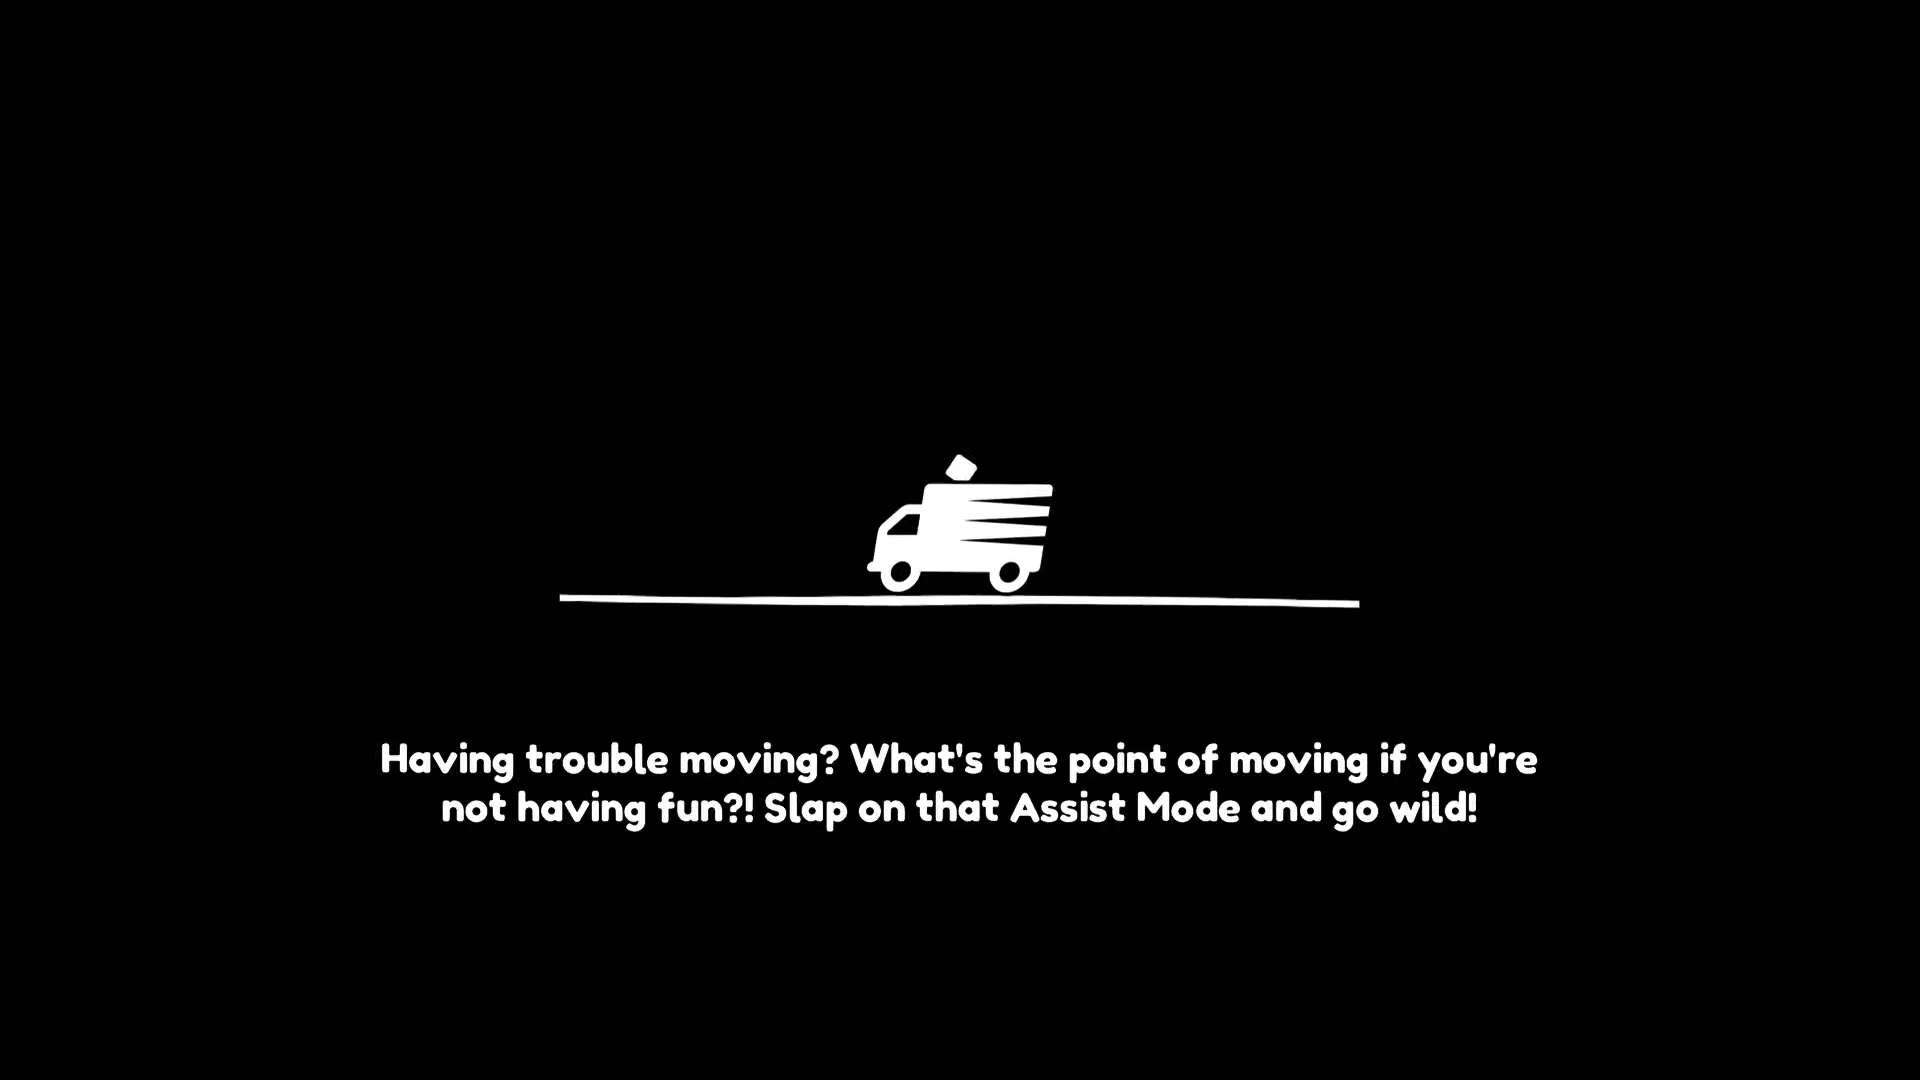 Having trouble moving? What's the point of moving if you're
not having fun?! Slap on that Assist Mode and go wild!